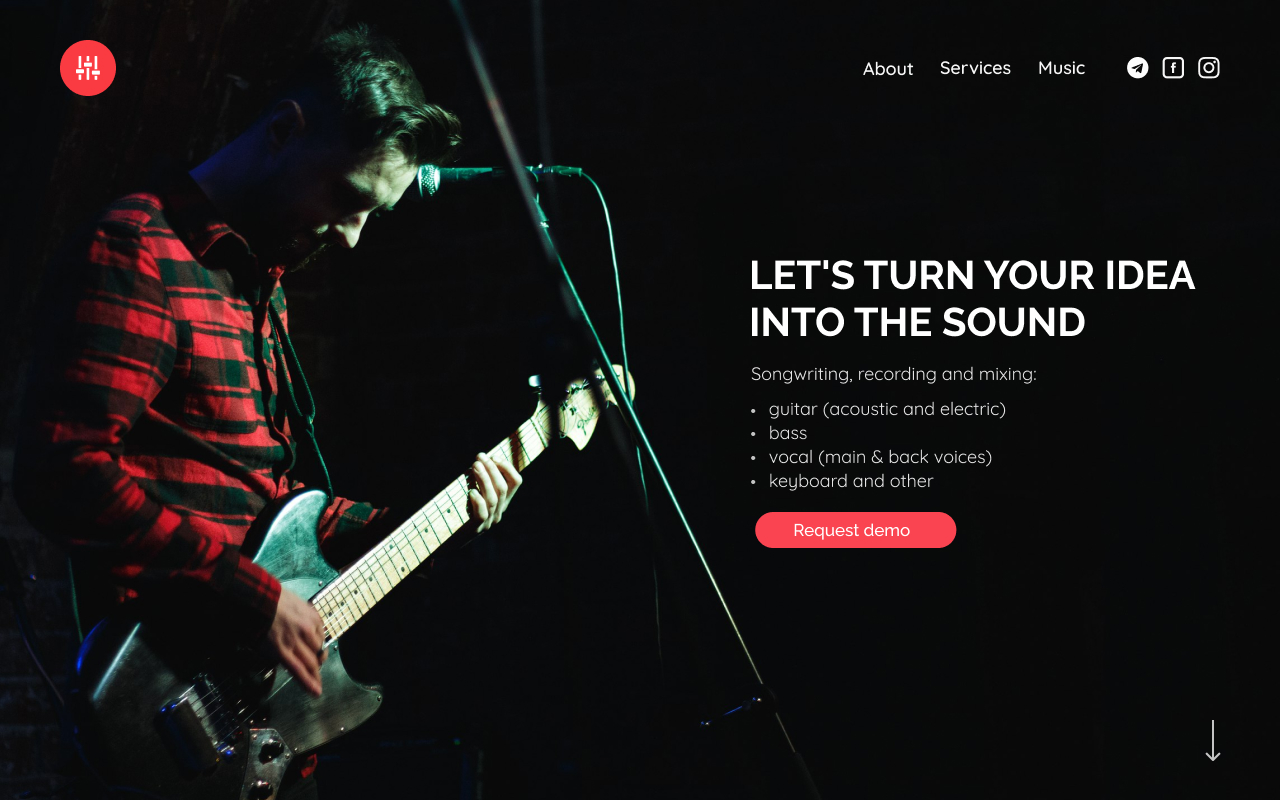 About Services Music
LET'S TURN YOUR IDEA
INTO THE SOUND
Songwriting, recording and mixing:
• guitar (acoustic and electric)
• bass
• vocal (main & back voices)
• keyboard and other
Request demo